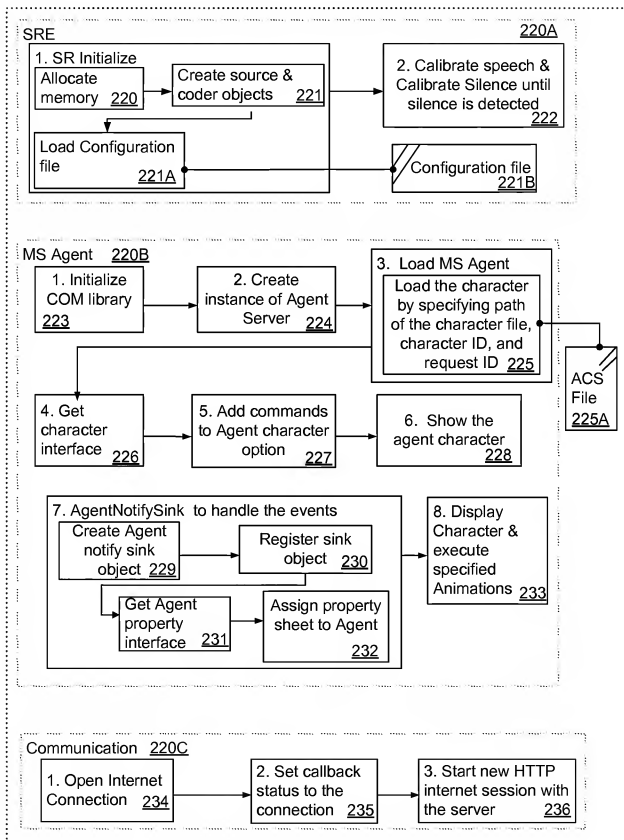 SRE
220A
1. SR Initialize
Allocate
memory 220
Create source &
coder objects 221
Load Configuration
file
221A
2. Calibrate speech &
Calibrate Silence until
silence is detected
222
Configuration file
221B
MS Agent 220B
1. Initialize
COM library
223
2. Create
instance of Agent
Server 224
3. Load MS Agent
Load the character
by specifying path
of the character file,
character ID, and
request ID 225
ACS
File
225A
4. Get
character
interface 226
5. Add commands
to Agent character
option 227
6. Show the
agent character
228
7. AgentNotifySink to handle the events
Create Agent
notify sink
object 229
Register sink
object 230
Get Agent
property
interface 231
Assign property
sheet to Agent
232
8. Display
Character &
execute
specified
Animations
233
Communication 220C
1. Open Internet
Connection
234
2. Set callback
status to the
connection 235
3. Start new HTTP
internet session with
the server 236